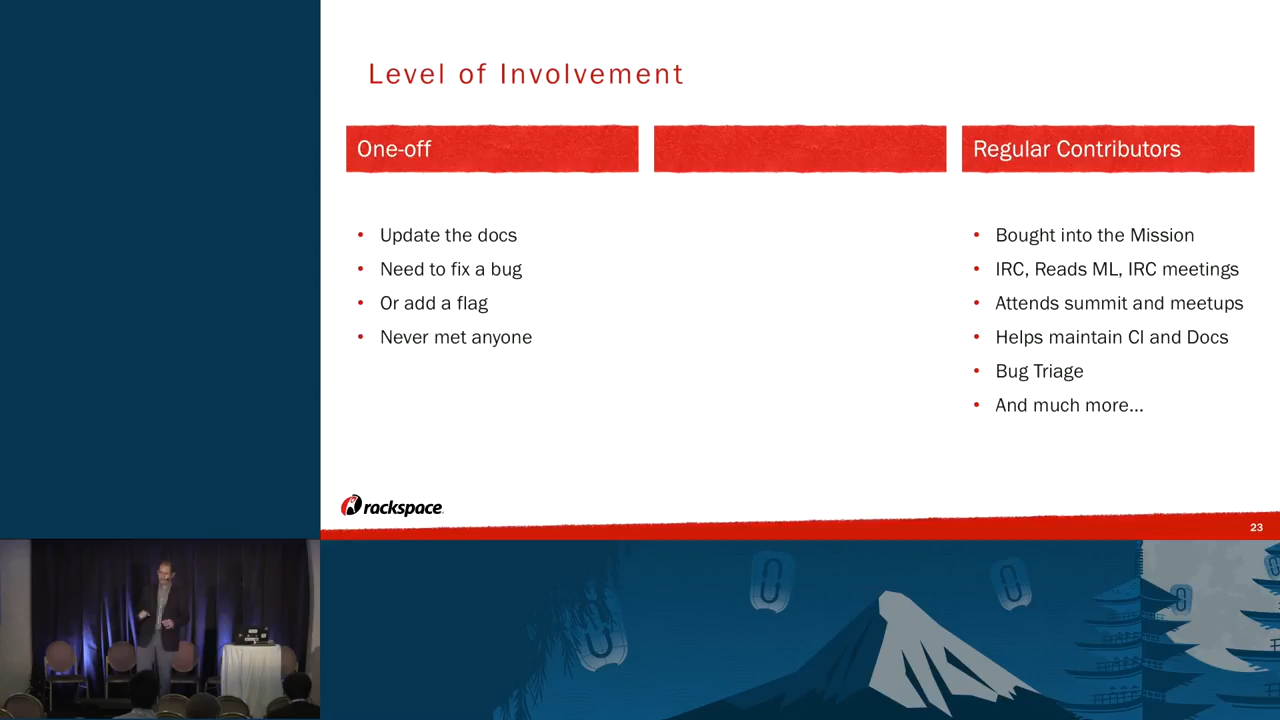 Level of Involvement
One-off
Regular Contributors
• Update the docs
• Need to fix a bug
• Or add a flag
• Never met anyone
• Bought into the Mission
• IRC, Reads ML, IRC meetings
• Attends summit and meetups
• Helps maintain CI and Docs
• Bug Triage
• And much more...
rackspace
23